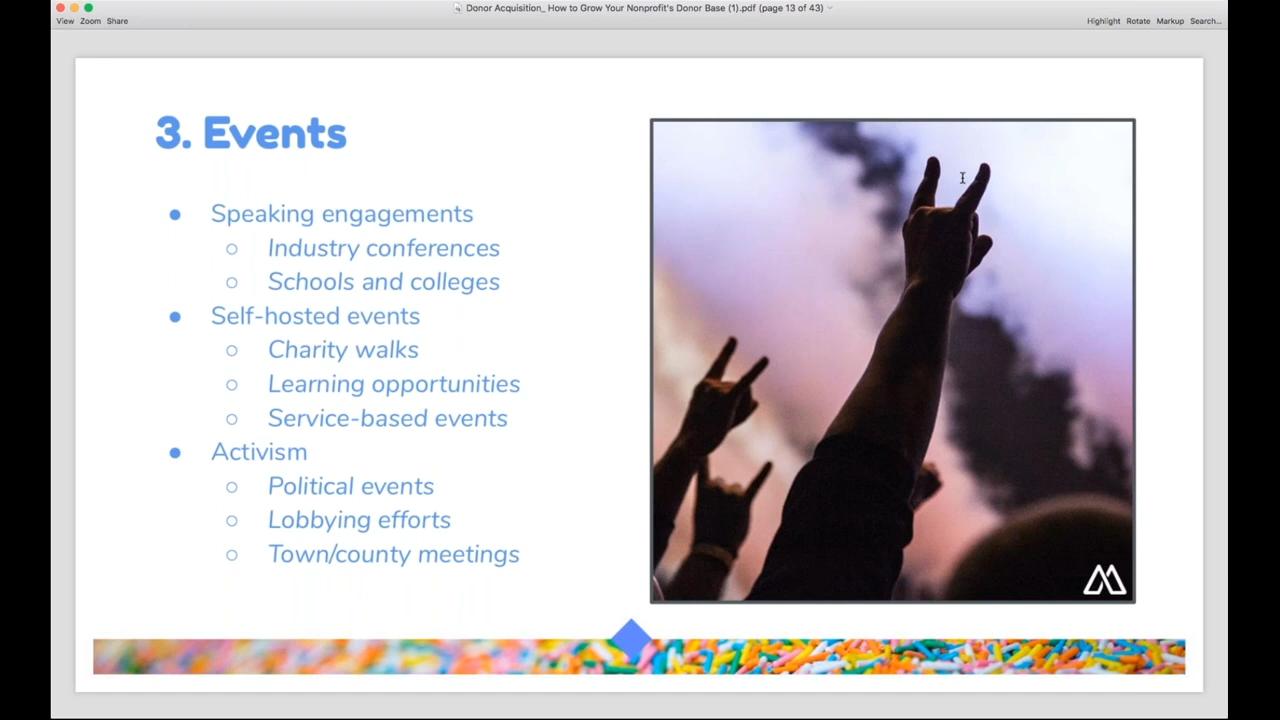 Donor Acquisition_ How to Grow Your Nonprofit's Donor Base (1).pdf (page 13 of 43)
View Zoom Share
Highlight Rotate Markup Search...
3. Events
Speaking engagements
Industry conferences
Schools and colleges
Self-hosted events
Charity walks
Learning opportunities
Service-based events
Activism
Political events
Lobbying efforts
Town/county meetings